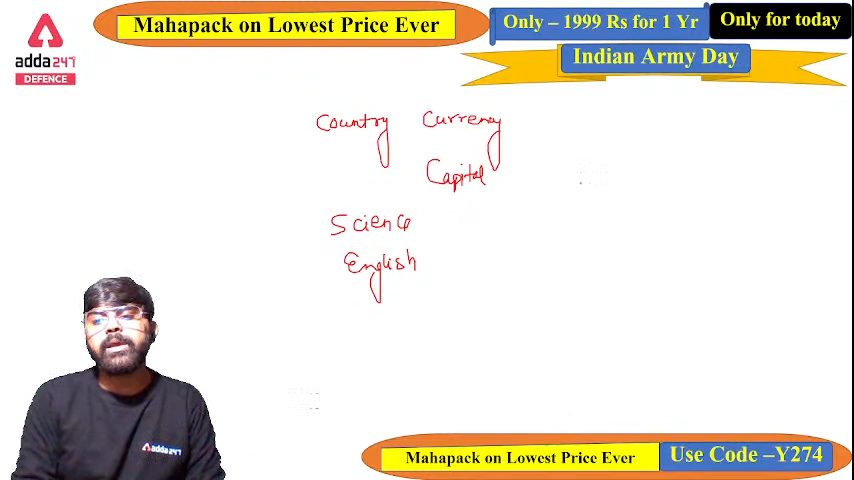 Mahapack on Lowest Price Ever
Only – 1999 Rs for 1 Yr
Only for today
adda247
DEFENCE
Indian Army Day
Country Currency
Capital
Science
English
adda247
Mahapack on Lowest Price Ever
Use Code –Y274